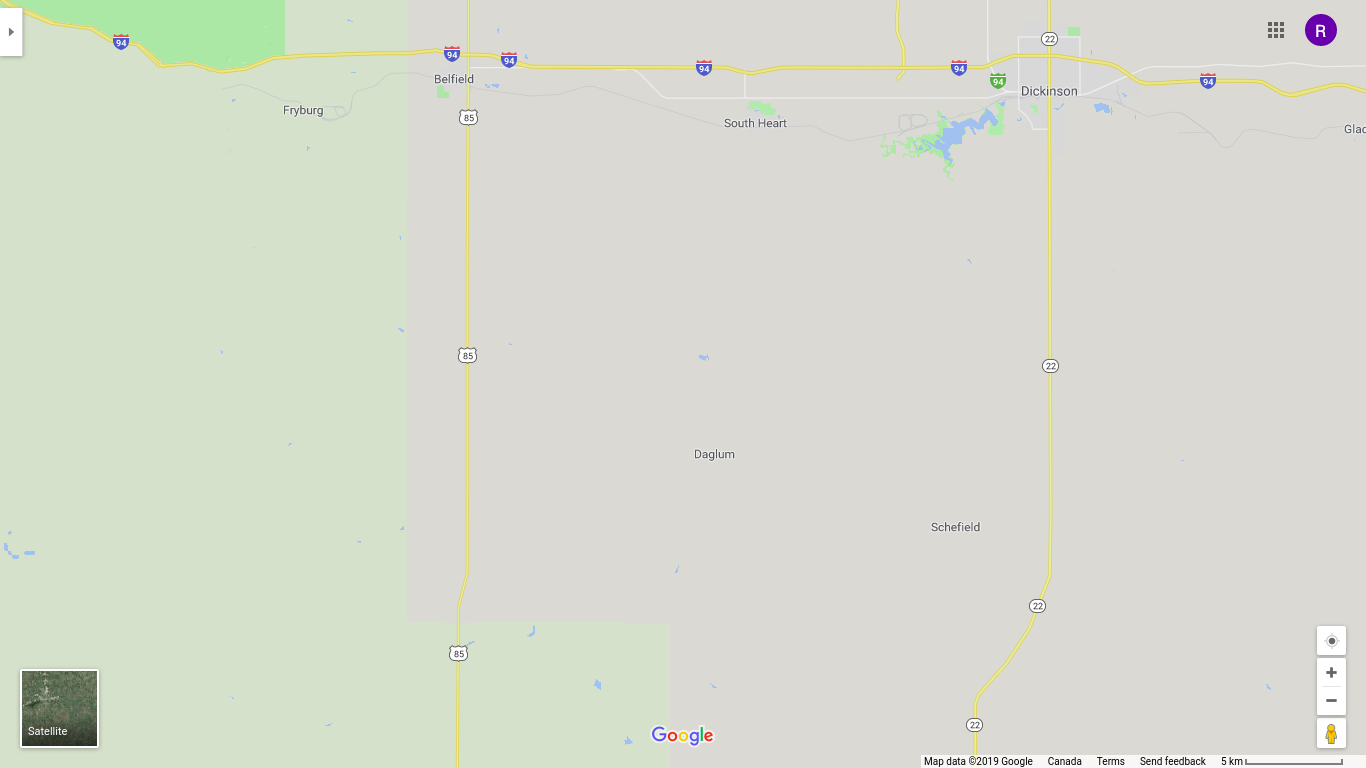 22
R
94
94
94
94
94
94
94
Belfield
Dickinson
Fryburg
85
South Heart
Glad
85
22
Daglum
Schefield
22
85
22
Satellite
Google
Map data ©2019 Google Canada Terms Send feedback 5 km